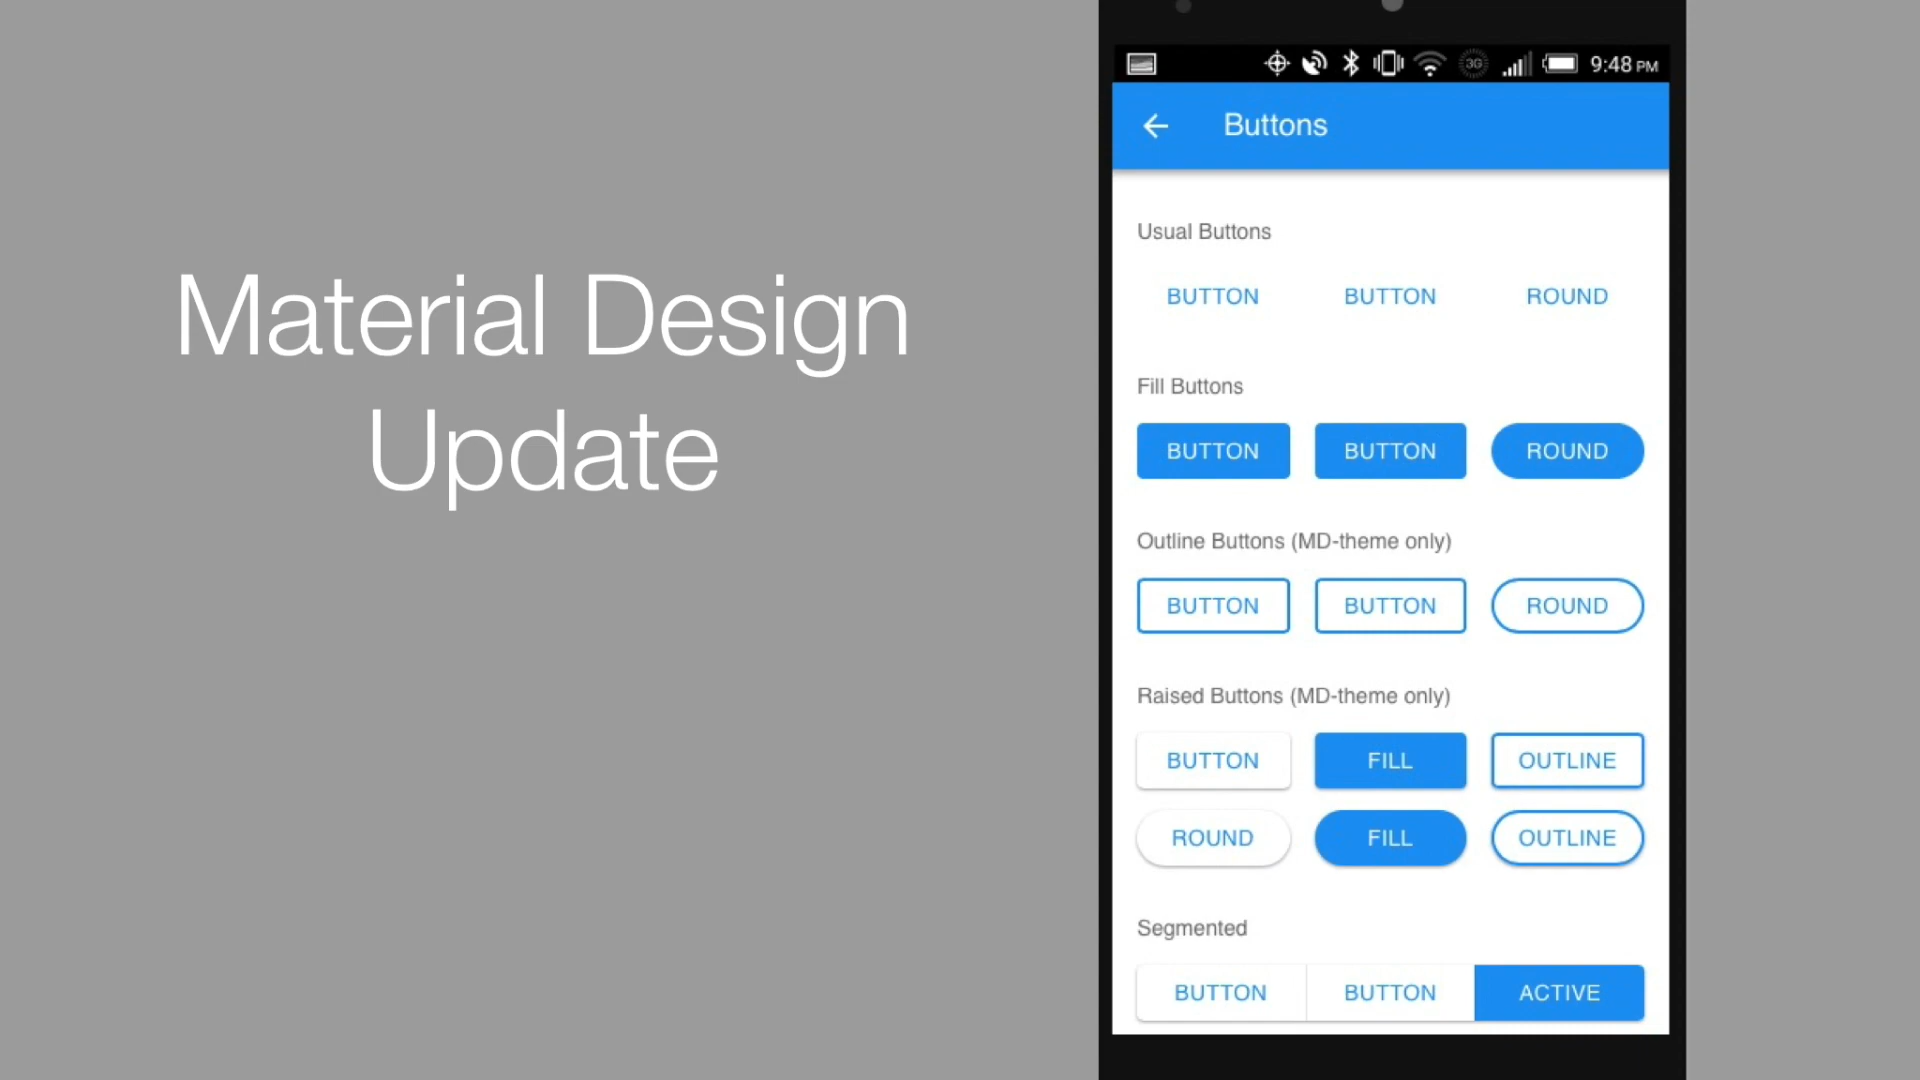 Material Design
Update
3G 9:48 PM
Buttons
Usual Buttons
BUTTON BUTTON ROUND
Fill Buttons
BUTTON BUTTON ROUND
Outline Buttons (MD-theme only)
BUTTON BUTTON ROUND
Raised Buttons (MD-theme only)
BUTTON FILL OUTLINE
ROUND FILL OUTLINE
Segmented
BUTTON BUTTON ACTIVE